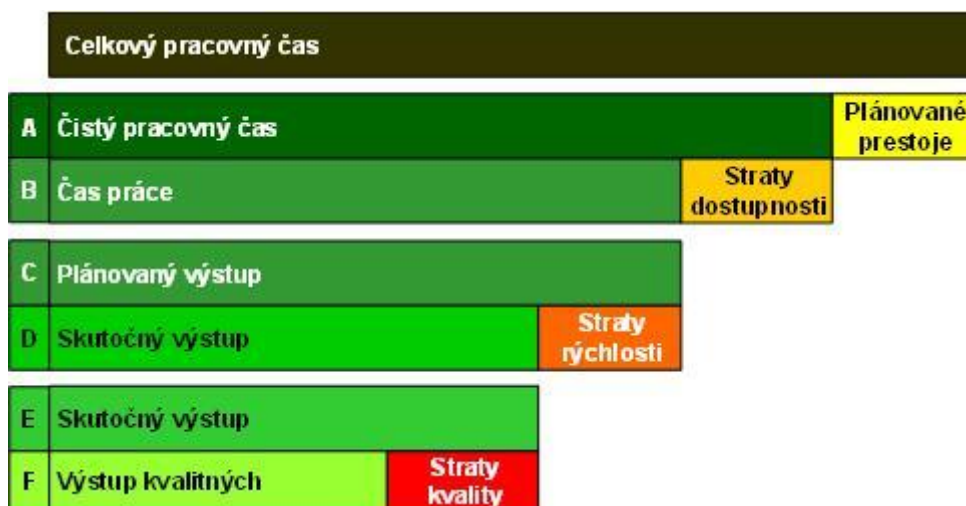 Celkový pracovný čas
A Čistý pracovný čas Plánované
prestoje
B Čas práce Straty
dostupnosti
C Plánovaný výstup
D Skutočný výstup Straty
rýchlosti
E Skutočný výstup
F Výstup kvalitných Straty
kvality